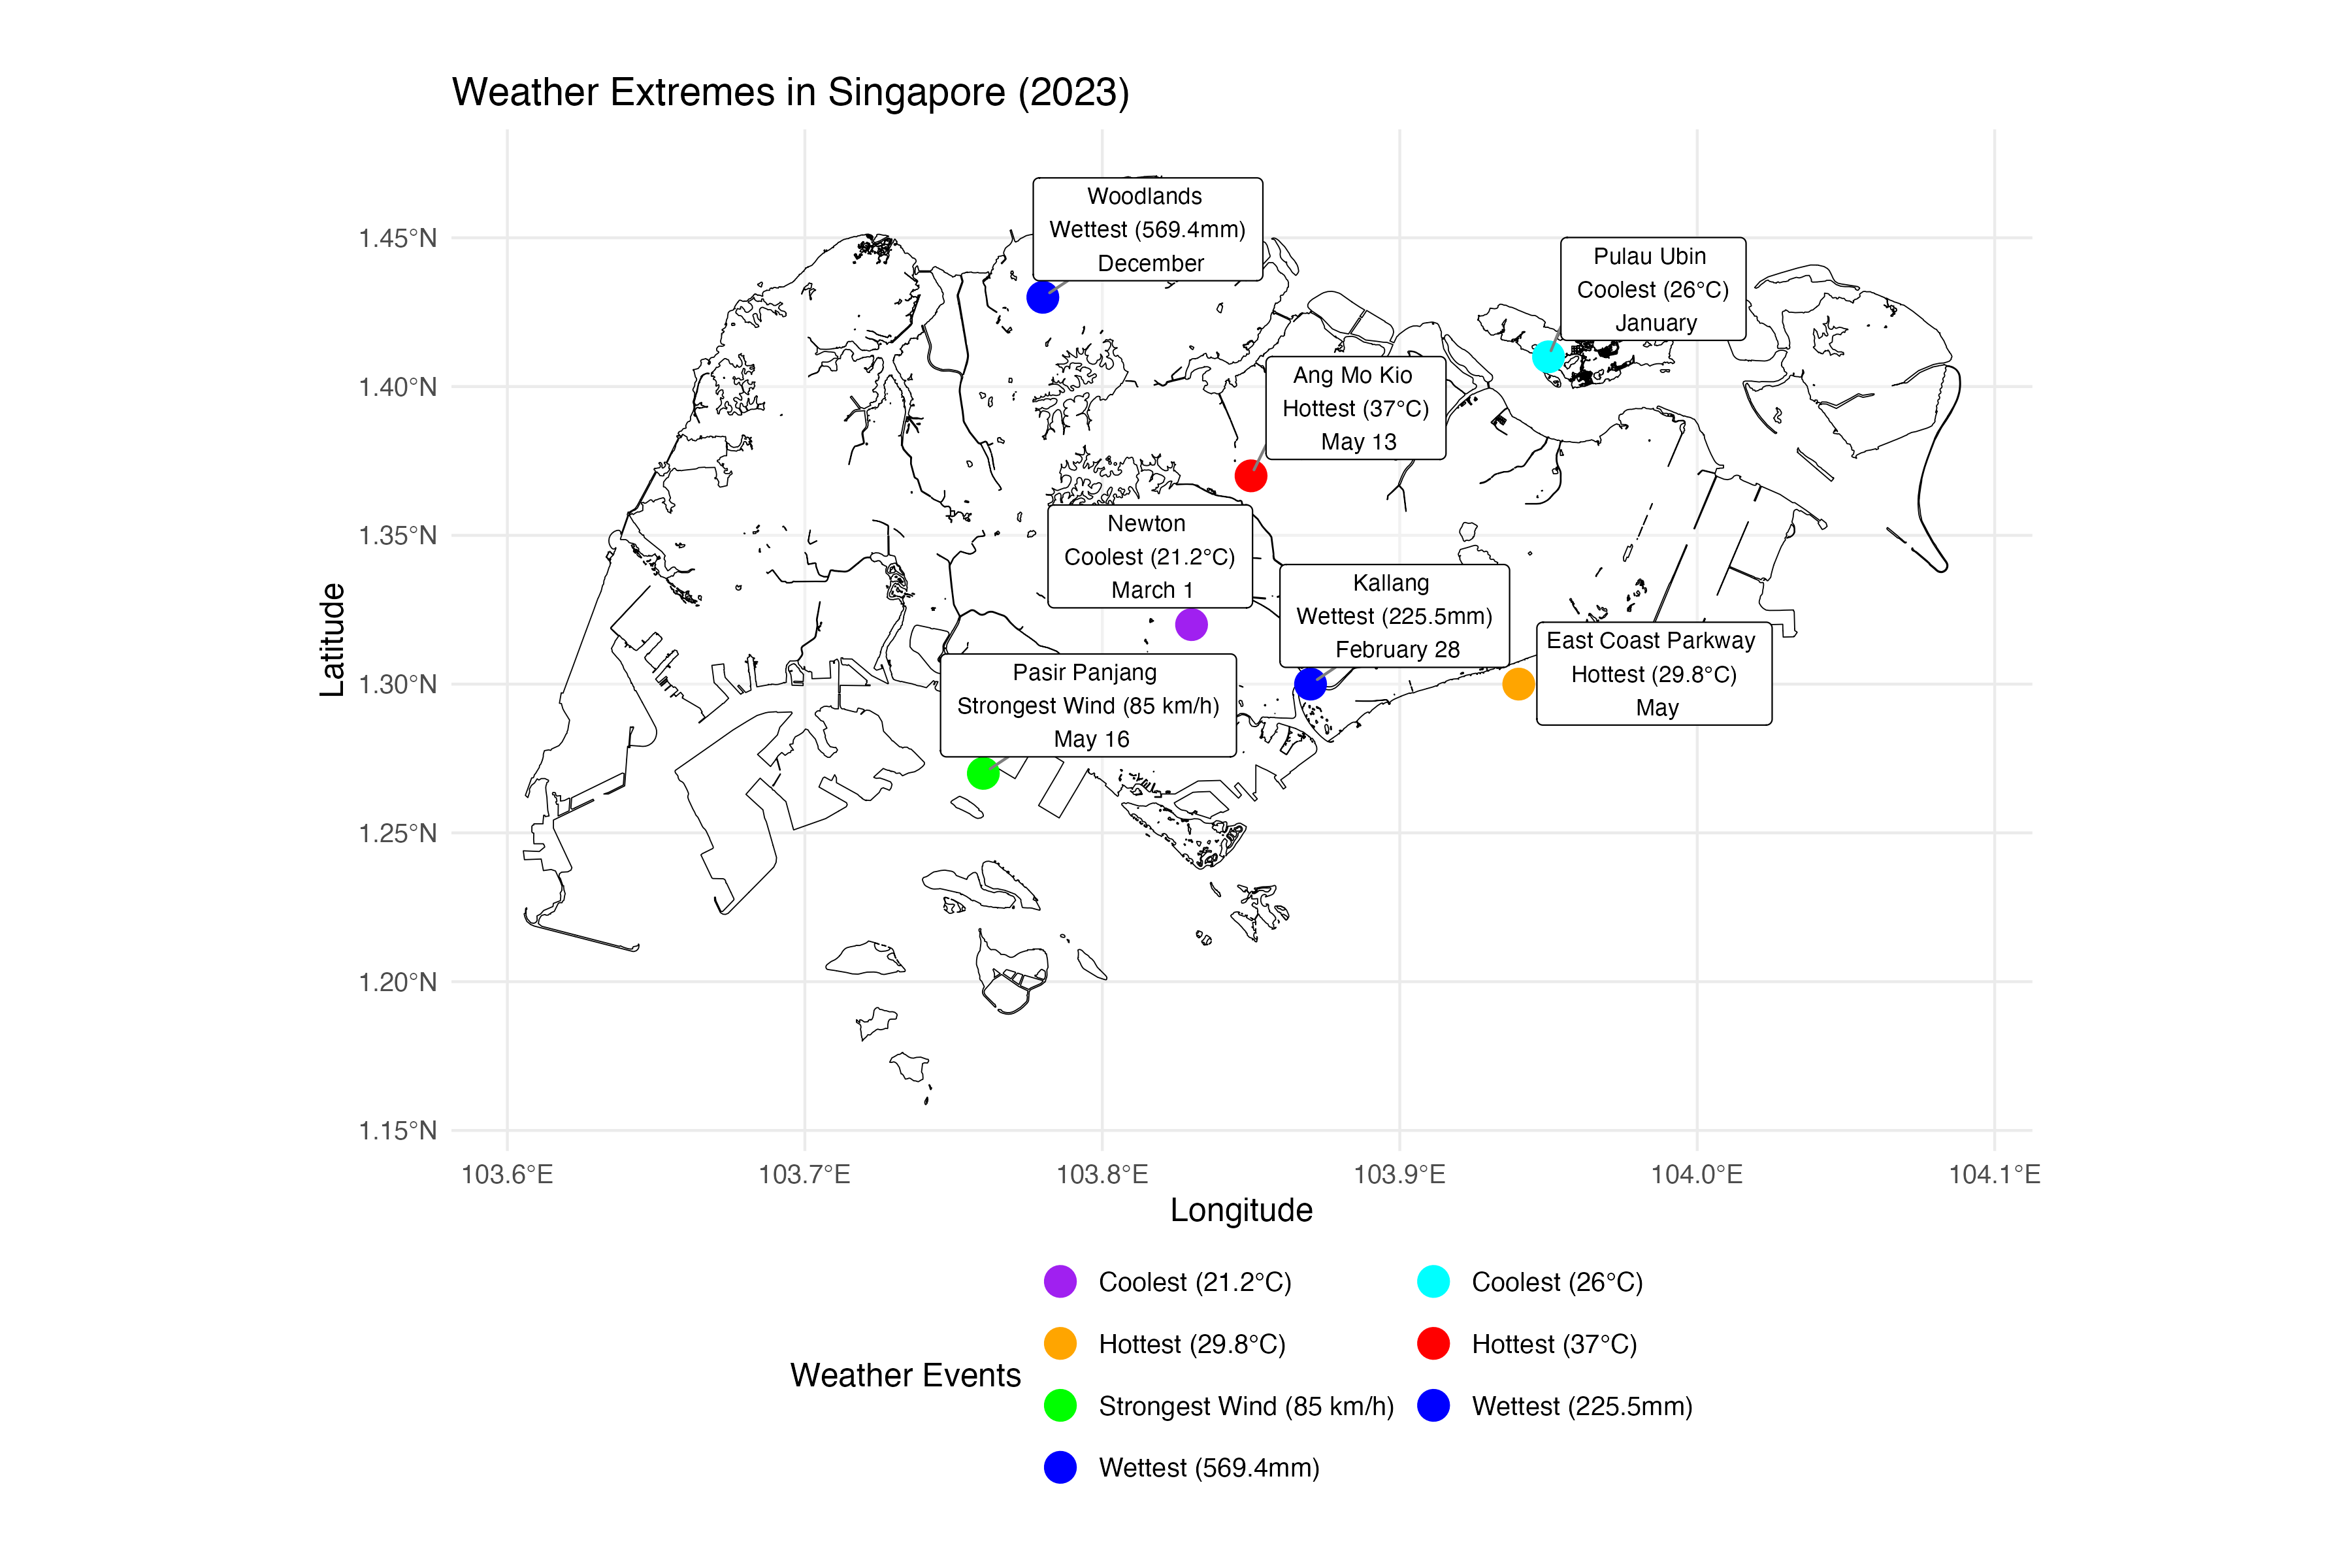 Weather Extremes in Singapore (2023)
Woodlands
Wettest (569.4mm)
December
Pulau Ubin
Coolest (26°C)
January
Ang Mo Kio
Hottest (37°C)
May 13
Newton
Coolest (21.2°C)
March 1
Kallang
Wettest (225.5mm)
February 28
East Coast Parkway
Hottest (29.8°C)
May
Pasir Panjang
Strongest Wind (85 km/h)
May 16
Latitude
1.45°N
1.40°N
1.35°N
1.30°N
1.25°N
1.20°N
1.15°N
103.6°E
103.7°E
103.8°E
103.9°E
104.0°E
104.1°E
Longitude
Weather Events
Coolest (21.2°C)
Coolest (26°C)
Hottest (29.8°C)
Hottest (37°C)
Strongest Wind (85 km/h)
Wettest (225.5mm)
Wettest (569.4mm)